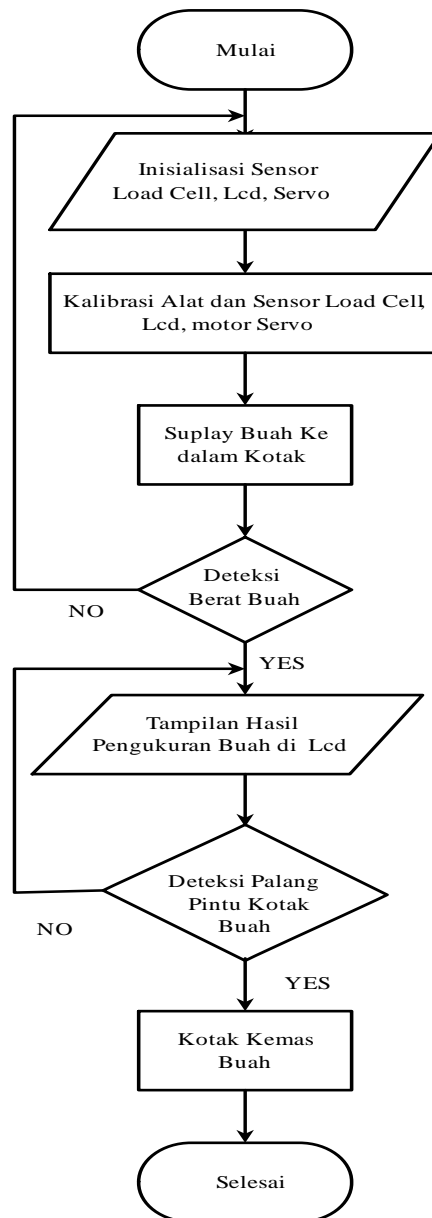 Mulai
Inisialisasi Sensor
Load Cell, Lcd, Servo
Kalibrasi Alat dan Sensor Load Cell,
Lcd, motor Servo
Suplay Buah Ke
dalam Kotak
Deteksi
Berat Buah
NO
YES
Tampilan Hasil
Pengukuran Buah di Lcd
Deteksi Palang
Pintu Kotak
Buah
NO
YES
Kotak Kemas
Buah
Selesai